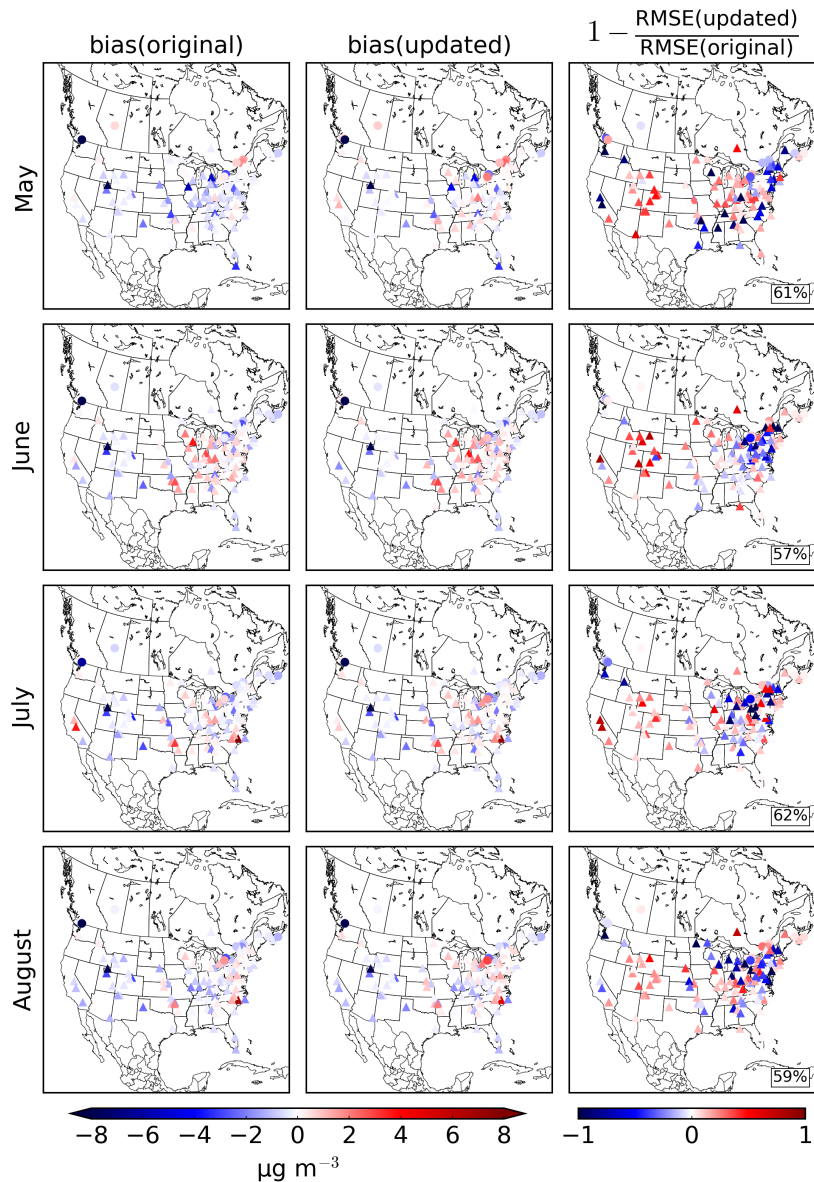 bias(original) bias(updated) 1 − RMSE(updated)/RMSE(original)
May
61%
June
57%
July
62%
August
59%
−8 −6 −4 −2 0 2 4 6 8 −1 0 1
μg m⁻³